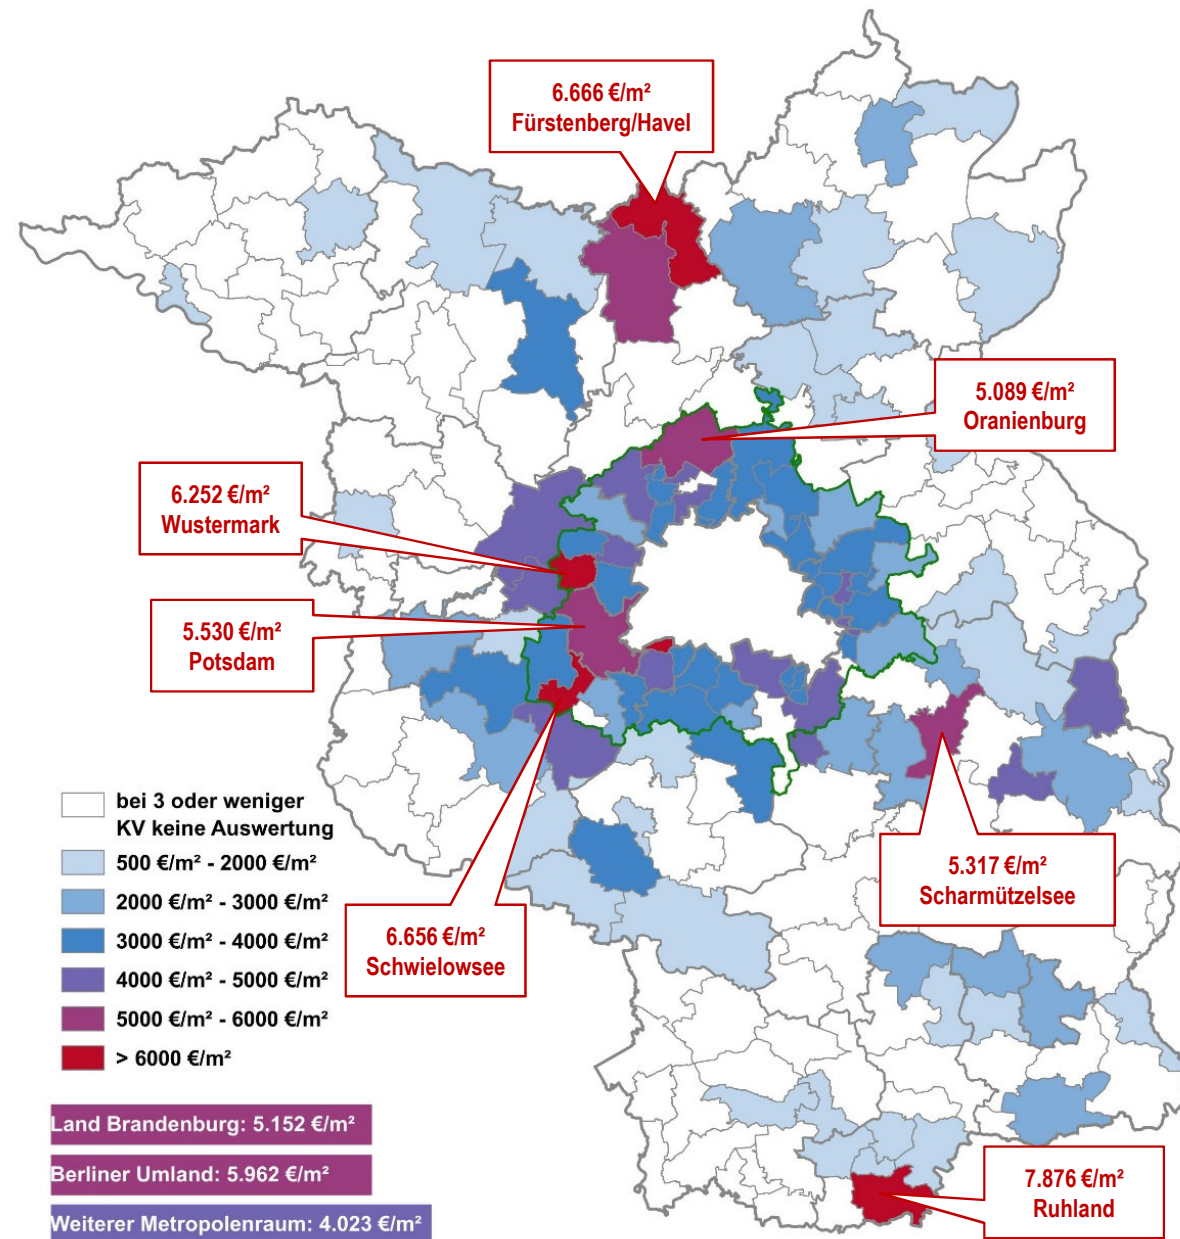 6.666 €/m²
Fürstenberg/Havel
5.089 €/m²
Oranienburg
6.252 €/m²
Wustermark
5.530 €/m²
Potsdam
bei 3 oder weniger
KV keine Auswertung
500 €/m² - 2000 €/m²
2000 €/m² - 3000 €/m²
3000 €/m² - 4000 €/m²
4000 €/m² - 5000 €/m²
5000 €/m² - 6000 €/m²
> 6000 €/m²
5.317 €/m²
Scharmützelsee
6.656 €/m²
Schwielowsee
Land Brandenburg: 5.152 €/m²
Berliner Umland: 5.962 €/m²
Weiterer Metropolenraum: 4.023 €/m²
7.876 €/m²
Ruhland